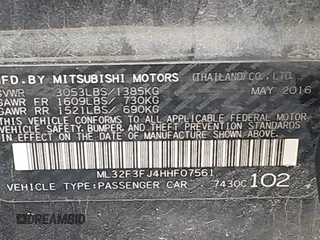 MFD.BY MITSUBISHI MOTORS (THAILAND)CO.,LTD.
GVWR 3053LBS/1385KG MAY 2016
GAWR FR 1609LBS/ 730KG
GAWR RR 1521LBS/ 690KG
THIS VEHICLE CONFORMS TO ALL APPLICABLE FEDERAL
MOTOR VEHICLE SAFETY, BUMPER, AND THEFT PREVENTION STANDARDS
IN EFFECT ON THE DATE OF MANUFACTURE SHOWN ABOVE.
ML32F3FJ4HHF07561
VEHICLE TYPE:PASSENGER CAR 7430C 102
DREAMBID